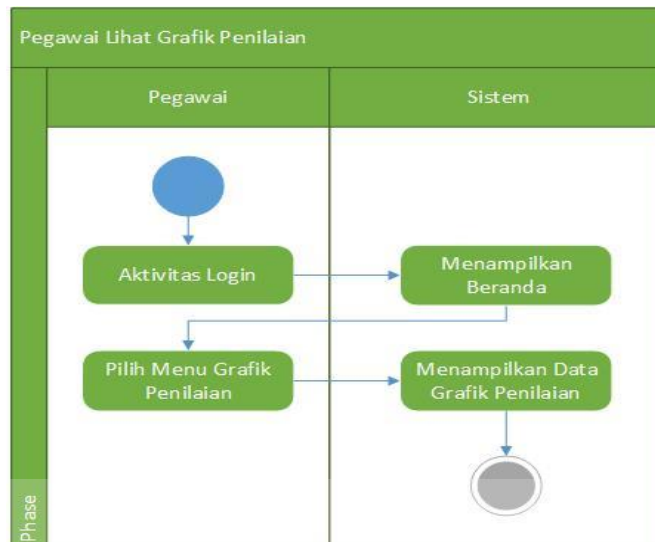 Pegawai Lihat Grafik Penilaian
Pegawai
Sistem
Aktivitas Login
Menampilkan
Beranda
Pilih Menu Grafik
Penilaian
Menampilkan Data
Grafik Penilaian
Phase